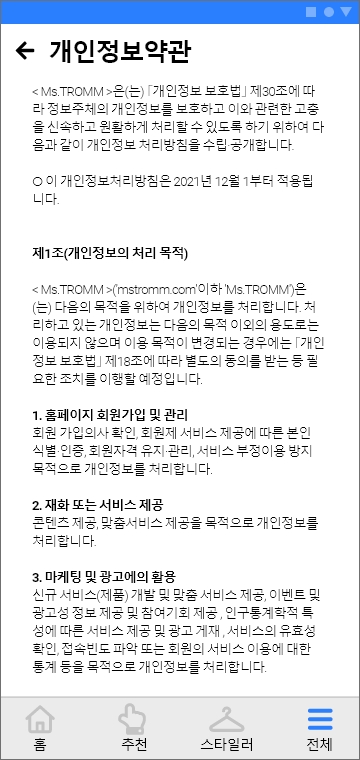 개인정보약관
< Ms.TROMM >은(는) 「개인정보 보호법」 제30조에 따
라 정보주체의 개인정보를 보호하고 이와 관련한 고충
을 신속하고 원활하게 처리할 수 있도록 하기 위하여 다
음과 같이 개인정보 처리방침을 수립·공개합니다.
○ 이 개인정보처리방침은 2021년 12월 1부터 적용됩
니다.
제1조(개인정보의 처리 목적)
< Ms.TROMM >('mstromm.com'이하 'Ms.TROMM')은
(는) 다음의 목적을 위하여 개인정보를 처리합니다. 처
리하고 있는 개인정보는 다음의 목적 이외의 용도로는
이용되지 않으며 이용 목적이 변경되는 경우에는 「개인
정보 보호법」 제18조에 따라 별도의 동의를 받는 등 필
요한 조치를 이행할 예정입니다.
1. 홈페이지 회원가입 및 관리
회원 가입의사 확인, 회원제 서비스 제공에 따른 본인
식별·인증, 회원자격 유지·관리, 서비스 부정이용 방지
목적으로 개인정보를 처리합니다.
2. 재화 또는 서비스 제공
콘텐츠 제공, 맞춤서비스 제공을 목적으로 개인정보를
처리합니다.
3. 마케팅 및 광고에의 활용
신규 서비스(제품) 개발 및 맞춤 서비스 제공, 이벤트 및
광고성 정보 제공 및 참여기회 제공 , 인구통계학적 특
성에 따른 서비스 제공 및 광고 게재 , 서비스의 유효성
확인, 접속빈도 파악 또는 회원의 서비스 이용에 대한
통계 등을 목적으로 개인정보를 처리합니다.
홈
추천
스타일러
전체